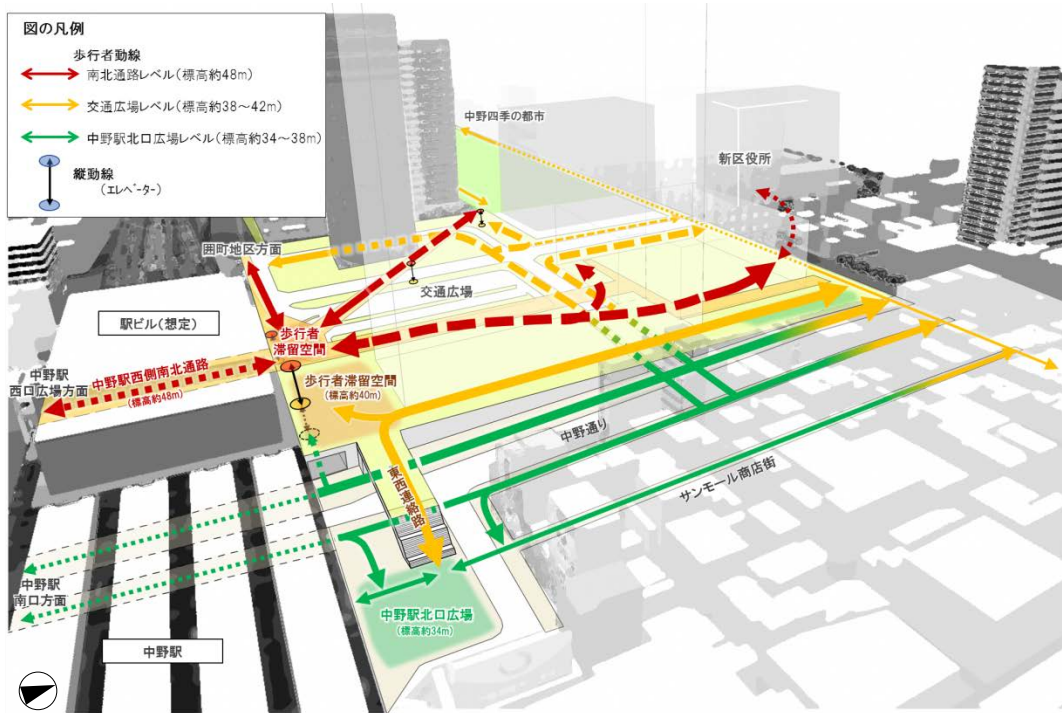 図の凡例
歩行者動線
南北通路レベル(標高約48m)
交通広場レベル(標高約38～42m)
中野駅北口広場レベル(標高約34～38m)
縦動線
(エレベーター)
中野四季の都市
新区役所
囲町地区方面
交通広場
駅ビル(想定)
歩行者
滞留空間
中野駅
西口広場方面
中野駅西側南北通路
(標高約48m)
歩行者滞留空間
(標高約40m)
中野通り
東西連絡路
サンモール商店街
中野駅
南口方面
中野駅北口広場
(標高約34m)
中野駅